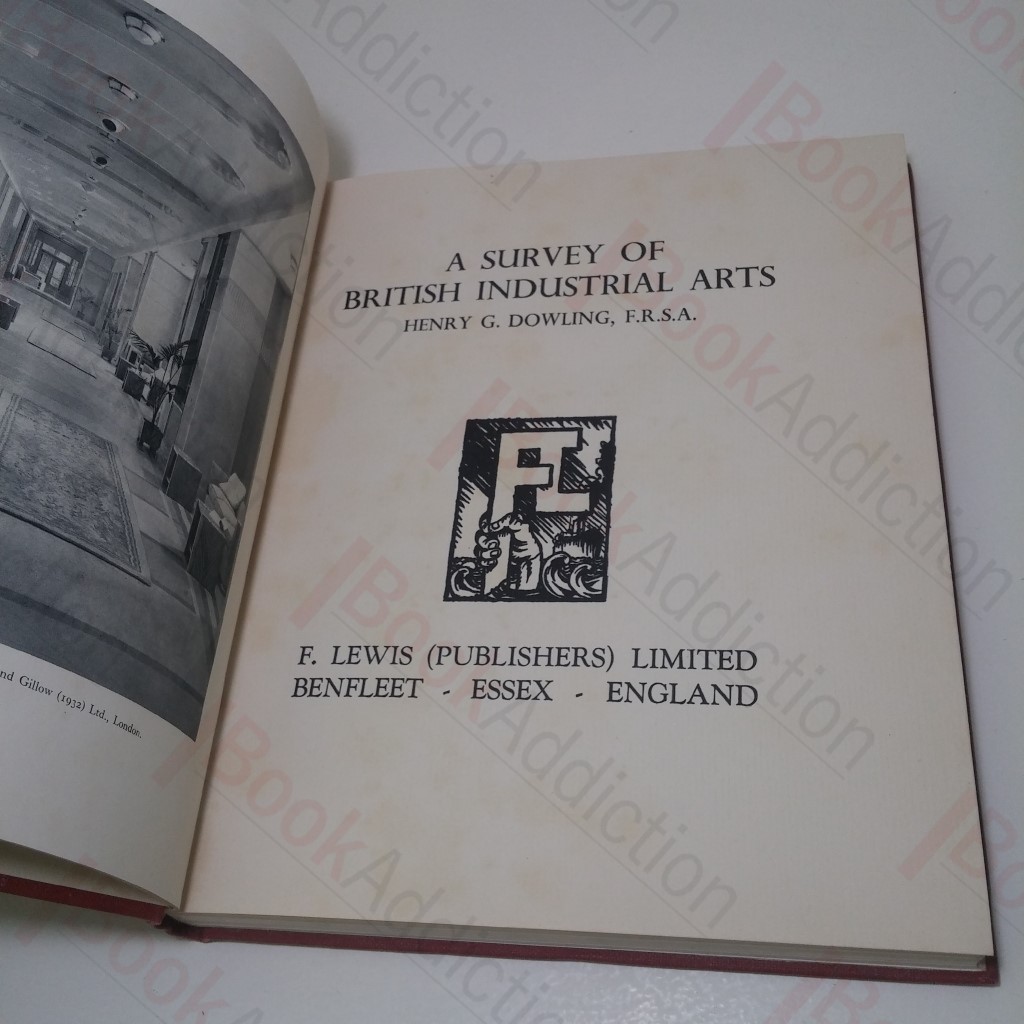 A SURVEY OF
BRITISH INDUSTRIAL ARTS
HENRY G. DOWLING, F.R.S.A.
FL
F. LEWIS (PUBLISHERS) LIMITED
BENFLEET - ESSEX - ENGLAND
nd Gillow (1932) Ltd., London.
BookAddiction